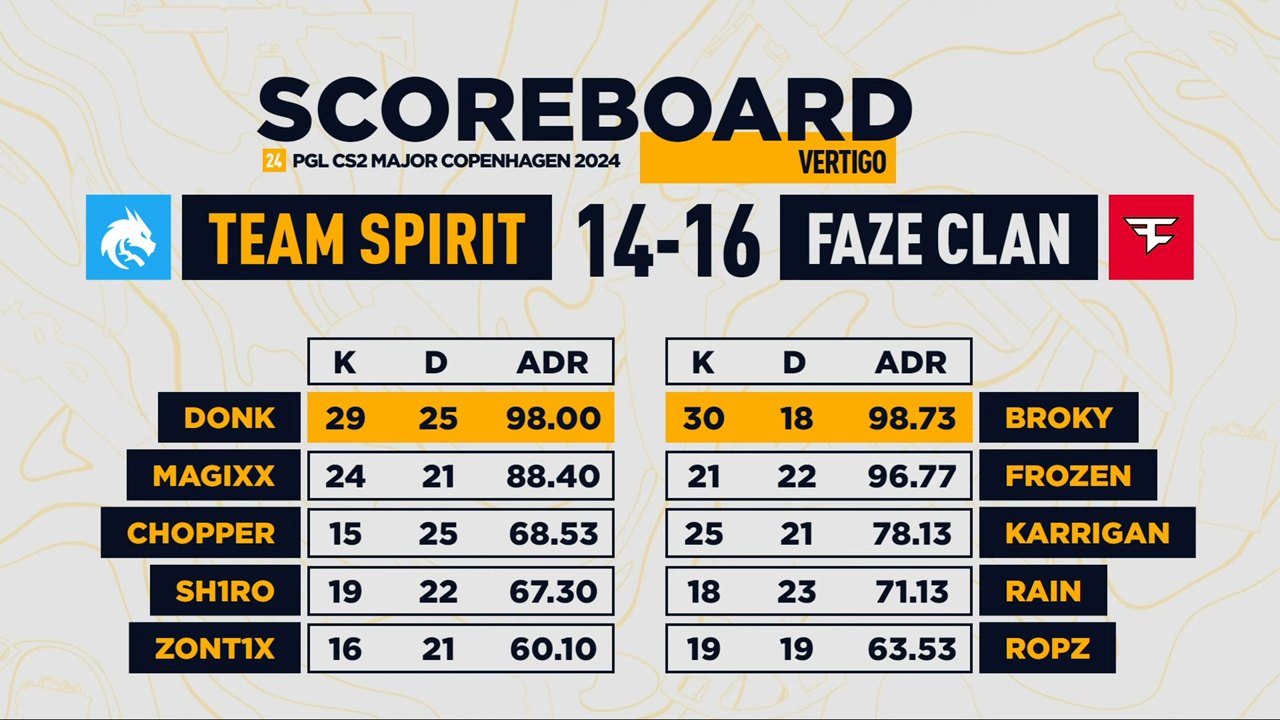 SCOREBOARD
24 PGL CS2 MAJOR COPENHAGEN 2024
VERTIGO
TEAM SPIRIT 14-16 FAZE CLAN
K D ADR K D ADR
DONK 29 25 98.00 30 18 98.73 BROKY
MAGIXX 24 21 88.40 21 22 96.77 FROZEN
CHOPPER 15 25 68.53 25 21 78.13 KARRIGAN
SH1RO 19 22 67.30 18 23 71.13 RAIN
ZONT1X 16 21 60.10 19 19 63.53 ROPZ